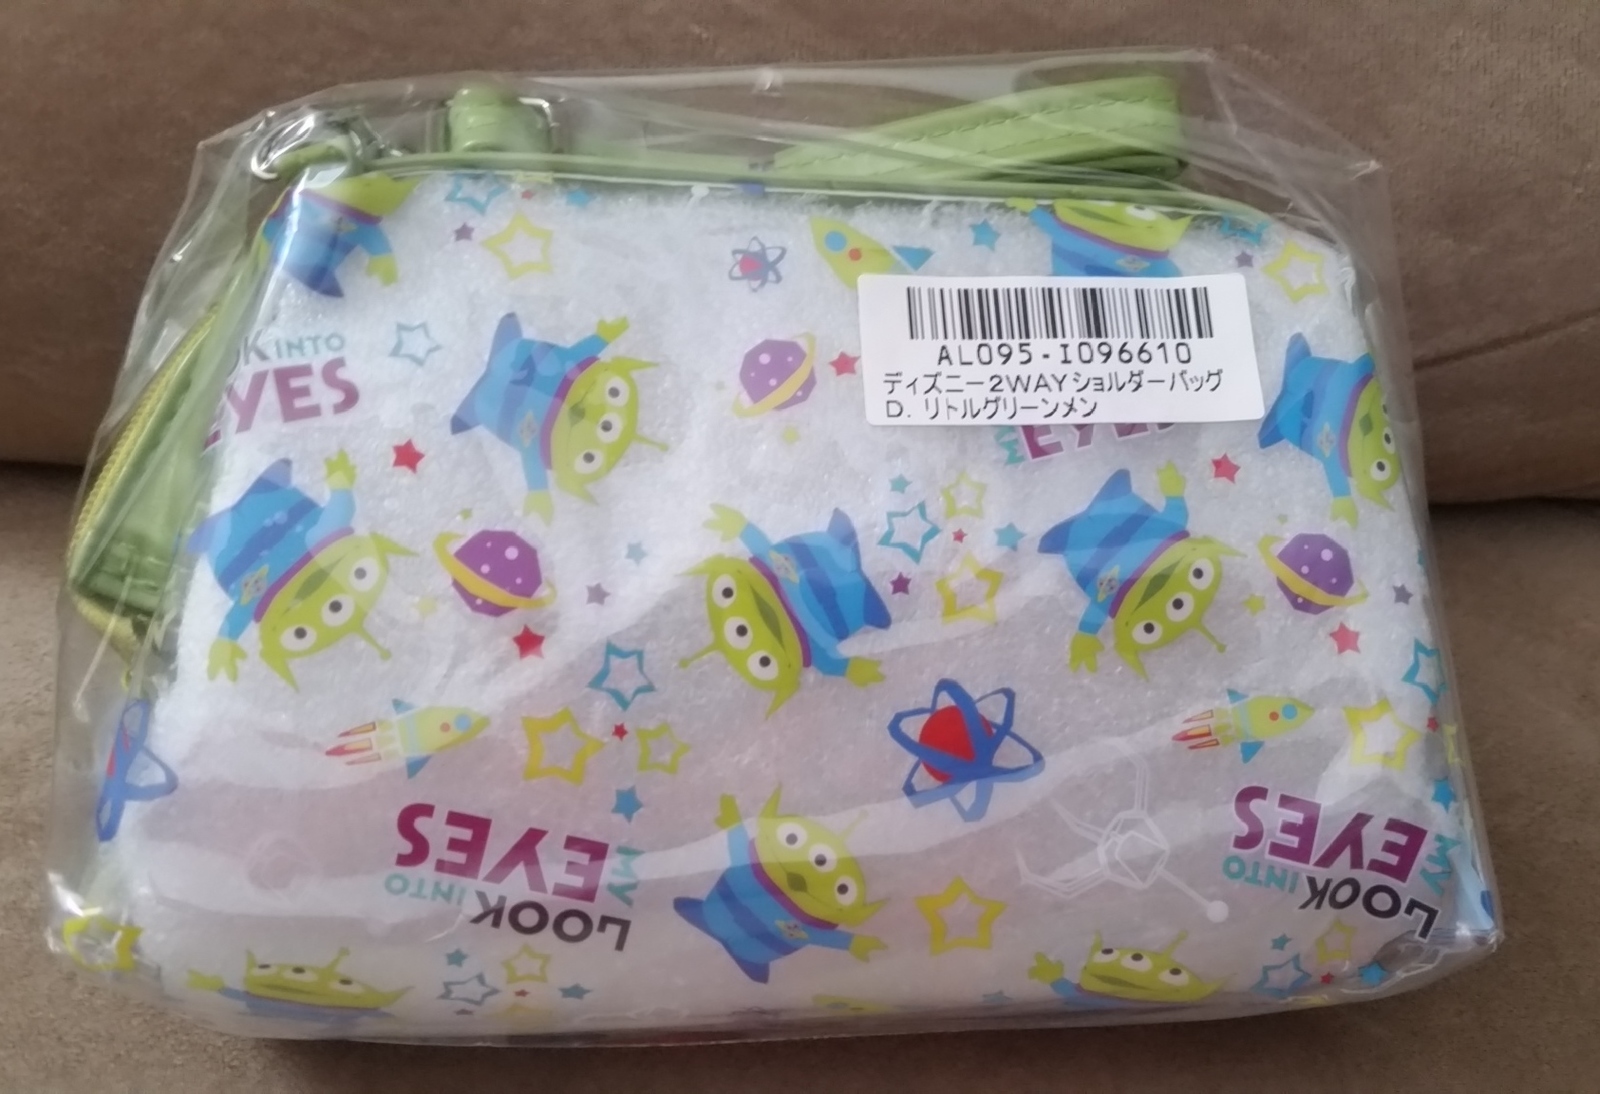 AL095-I096610
ディズニー2WAYショルダーバッグ
D. リトルグリーンメン
INTO
EYES
LOOK
INTO MY
EYES
LOOK
INTO MY
EYES